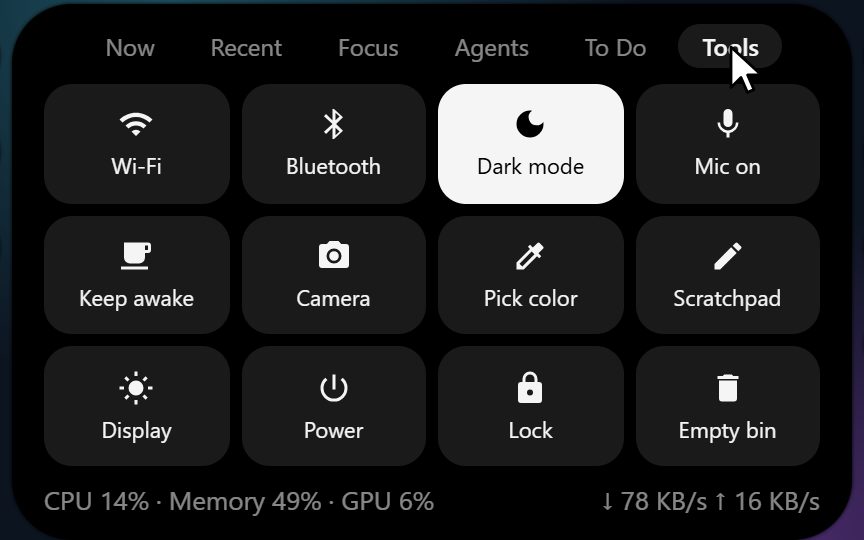 Now Recent Focus Agents To Do Tools
Wi-Fi Bluetooth Dark mode Mic on
Keep awake Camera Pick color Scratchpad
Display Power Lock Empty bin
CPU 14% · Memory 49% · GPU 6% ↓ 78 KB/s ↑ 16 KB/s